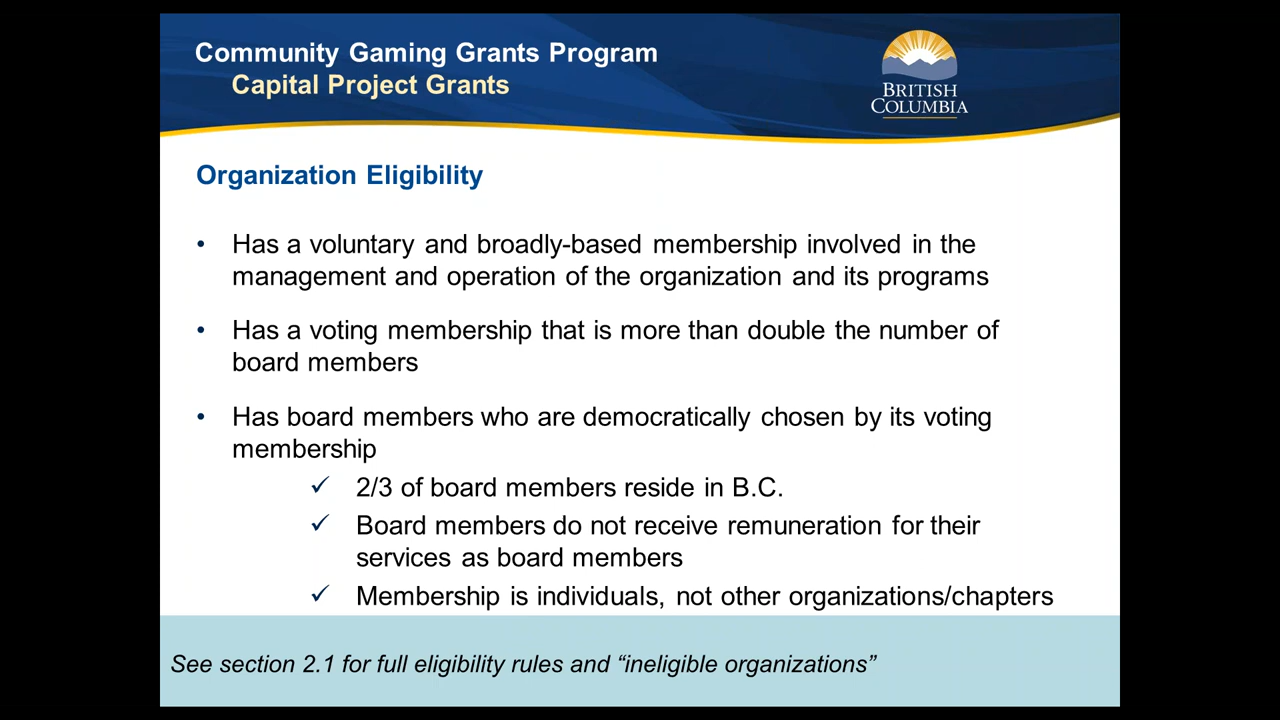 Community Gaming Grants Program
Capital Project Grants
BRITISH
COLUMBIA
Organization Eligibility
• Has a voluntary and broadly-based membership involved in the
management and operation of the organization and its programs
• Has a voting membership that is more than double the number of
board members
• Has board members who are democratically chosen by its voting
membership
✓ 2/3 of board members reside in B.C.
✓ Board members do not receive remuneration for their
services as board members
✓ Membership is individuals, not other organizations/chapters
See section 2.1 for full eligibility rules and “ineligible organizations”